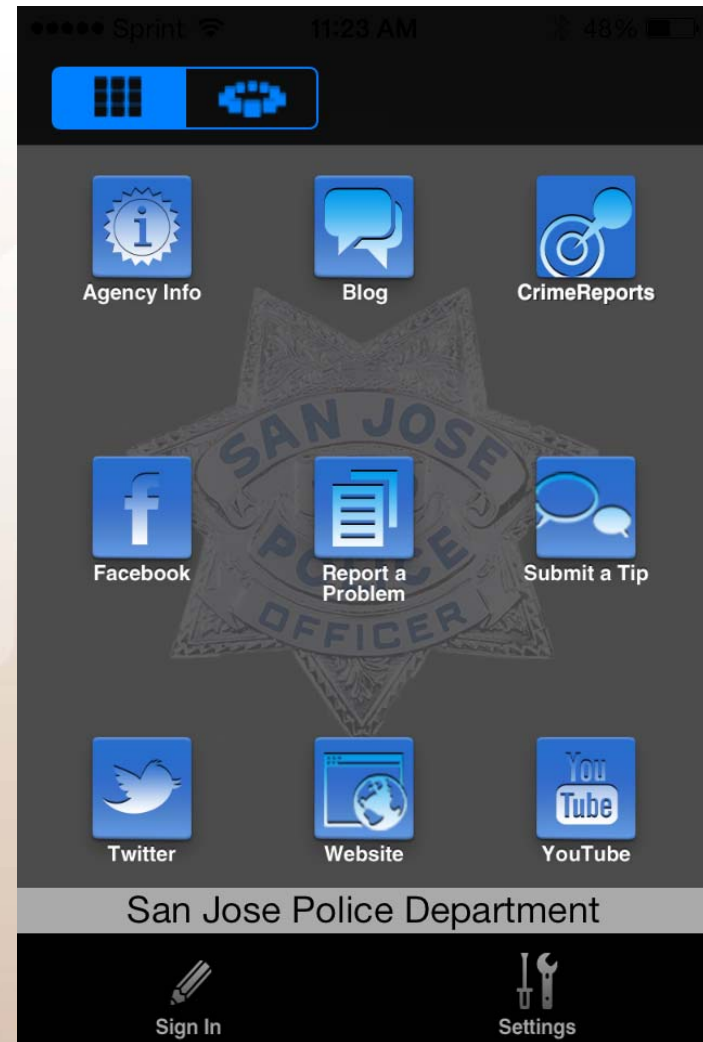 Sprint 11:23 AM 48%
Agency Info Blog CrimeReports
SAN JOSE
POLICE
OFFICER
f
Facebook Report a Problem Submit a Tip
You
Tube
Twitter Website YouTube
San Jose Police Department
Sign In Settings